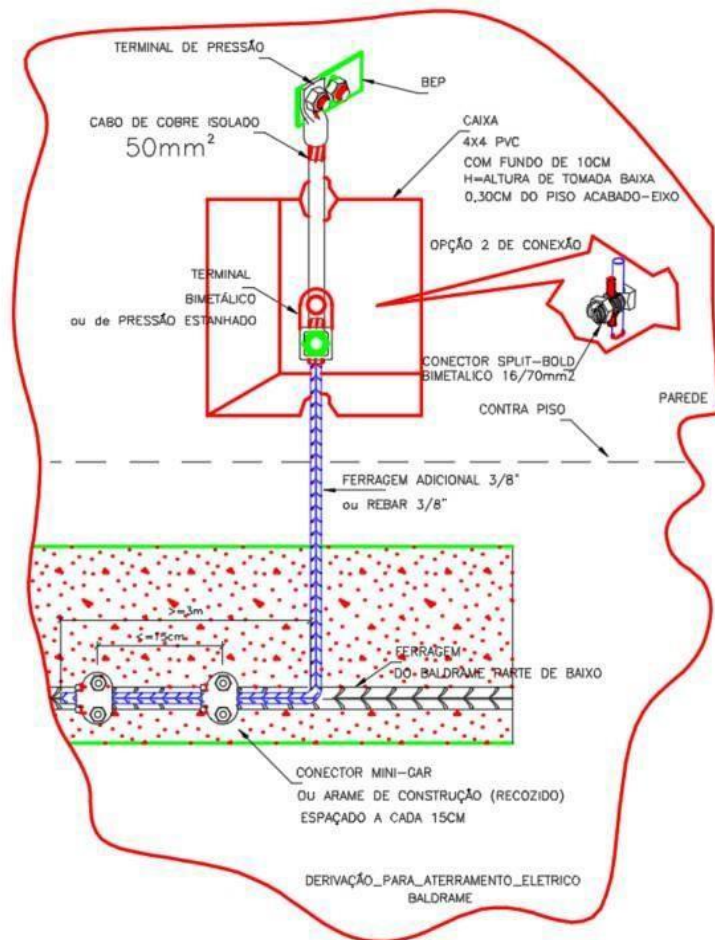 TERMINAL DE PRESSÃO
BEP
CABO DE COBRE ISOLADO
50mm²
CAIXA
4X4 PVC
COM FUNDO DE 10CM
H=ALTURA DE TOMADA BAIXA
0,30CM DO PISO ACABADO-EIXO
OPÇÃO 2 DE CONEXÃO
TERMINAL
BIMETÁLICO
ou de PRESSÃO ESTANHADO
CONECTOR SPLIT-BOLD
BIMETALICO 16/70mm2
PAREDE
CONTRA PISO
FERRAGEM ADICIONAL 3/8"
ou REBAR 3/8"
>=3m
<=15cm
FERRAGEM
DO BALDRAME PARTE DE BAIXO
CONECTOR MINI-GAR
OU ARAME DE CONSTRUÇÃO (RECOZIDO)
ESPAÇADO A CADA 15CM
DERIVAÇÃO_PARA_ATERRAMENTO_ELETRICO
BALDRAME